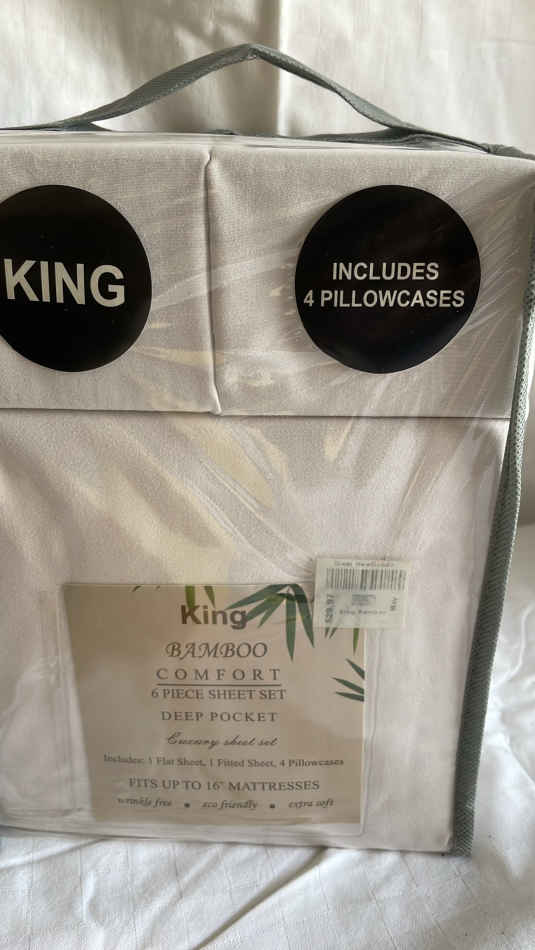 KING
INCLUDES
4 PILLOWCASES
King
BAMBOO
COMFORT
6 PIECE SHEET SET
DEEP POCKET
Luxury sheet set
Includes: 1 Flat Sheet, 1 Fitted Sheet, 4 Pillowcases
FITS UP TO 16" MATTRESSES
wrinkle free • eco friendly • extra soft
$29.97
King Bamboo